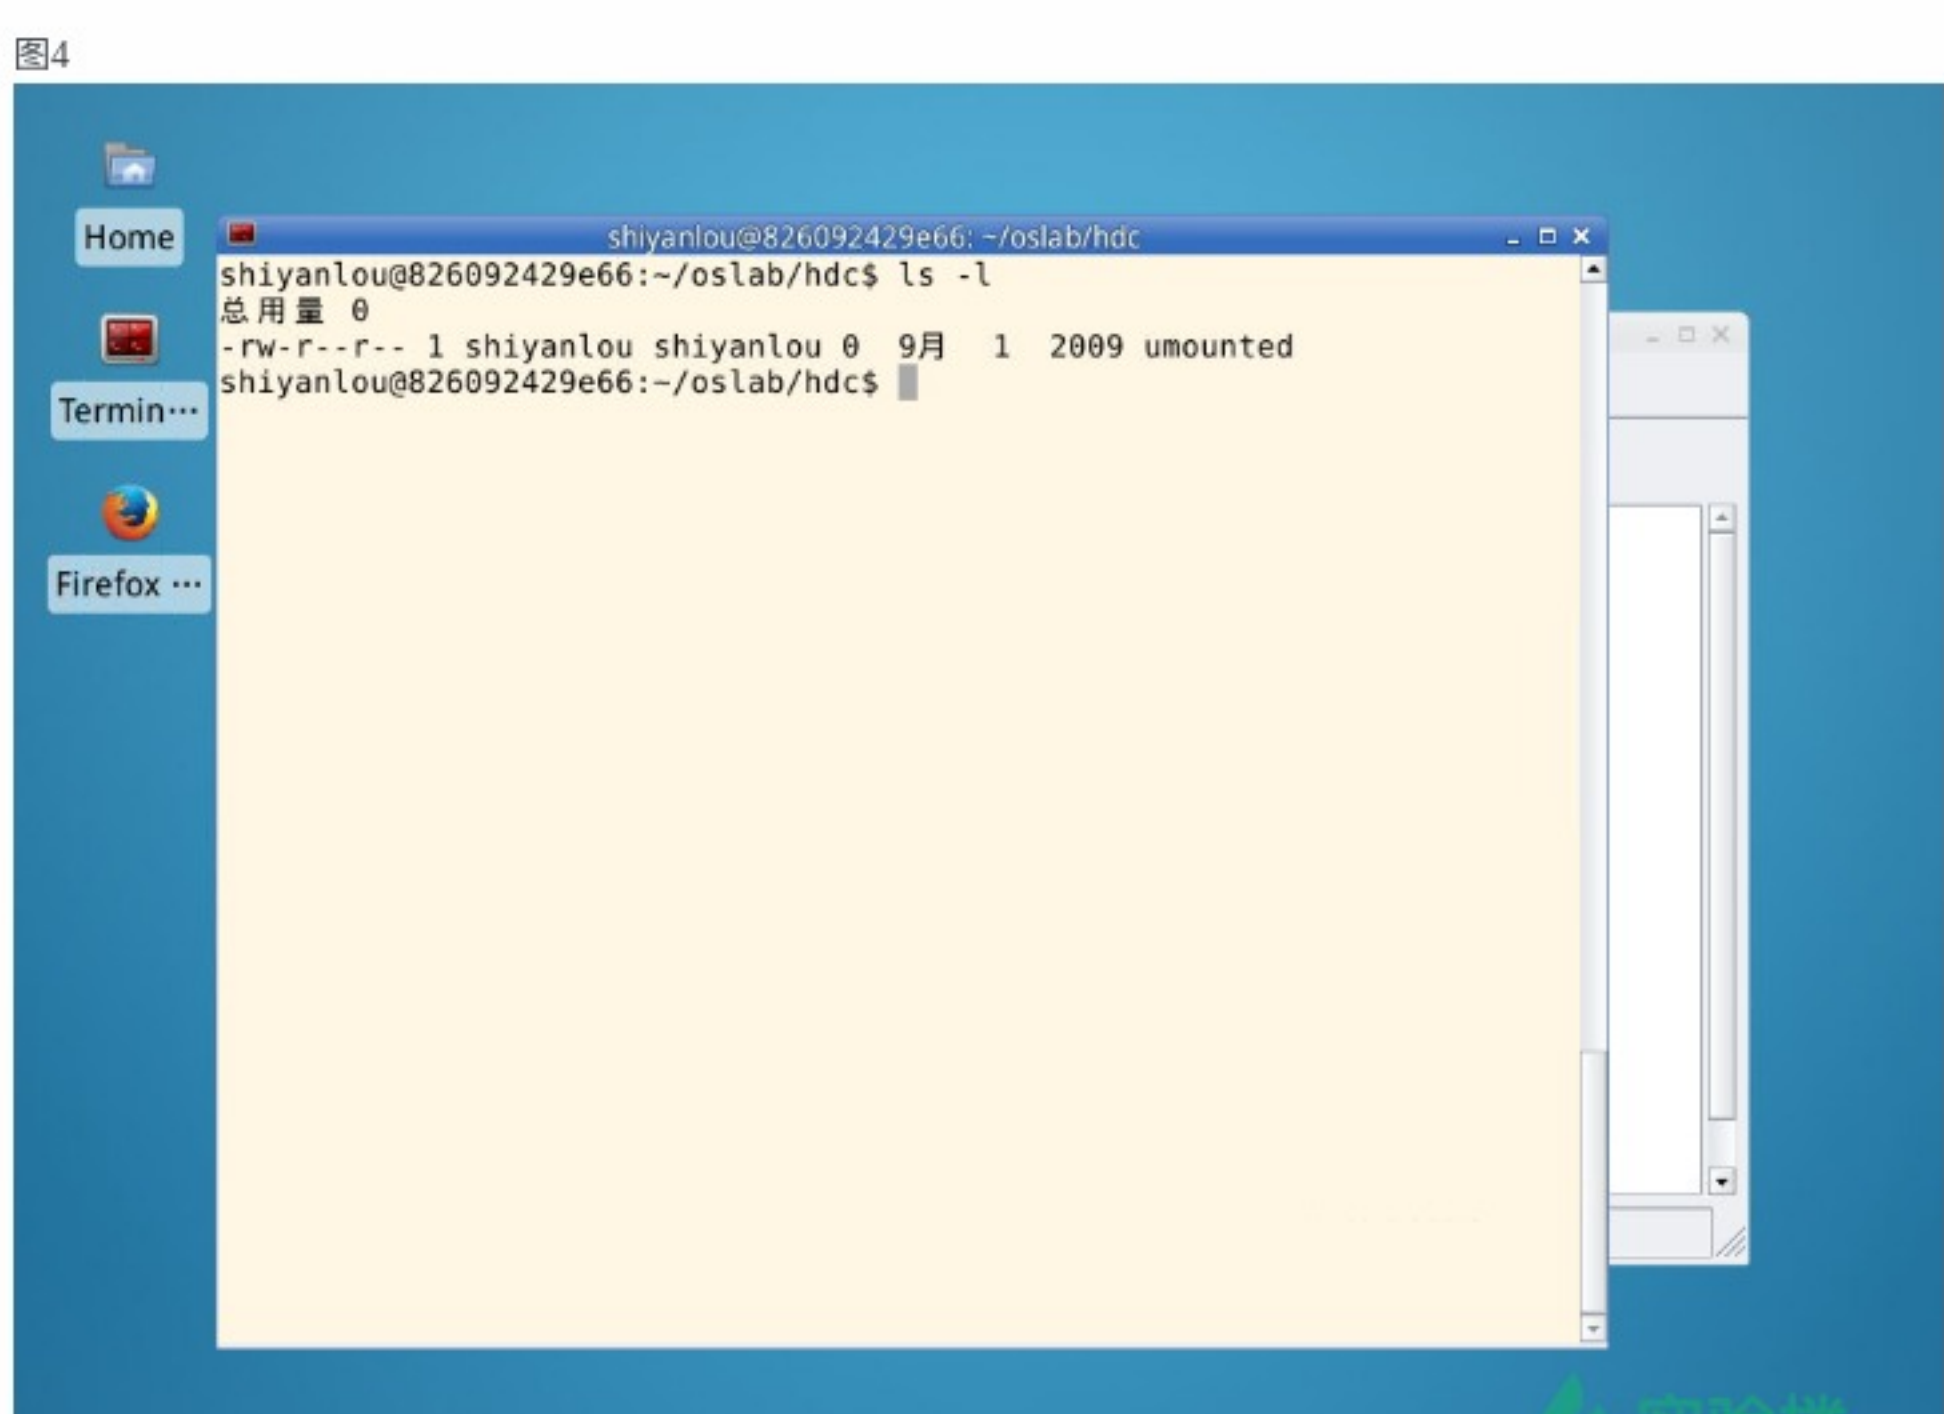 图4
Home
Termin···
Firefox ···
shiyanlou@826092429e66: ~/oslab/hdc
shiyanlou@826092429e66:~/oslab/hdc$ ls -l
总用量 0
-rw-r--r-- 1 shiyanlou shiyanlou 0  9月   1  2009 umounted
shiyanlou@826092429e66:~/oslab/hdc$